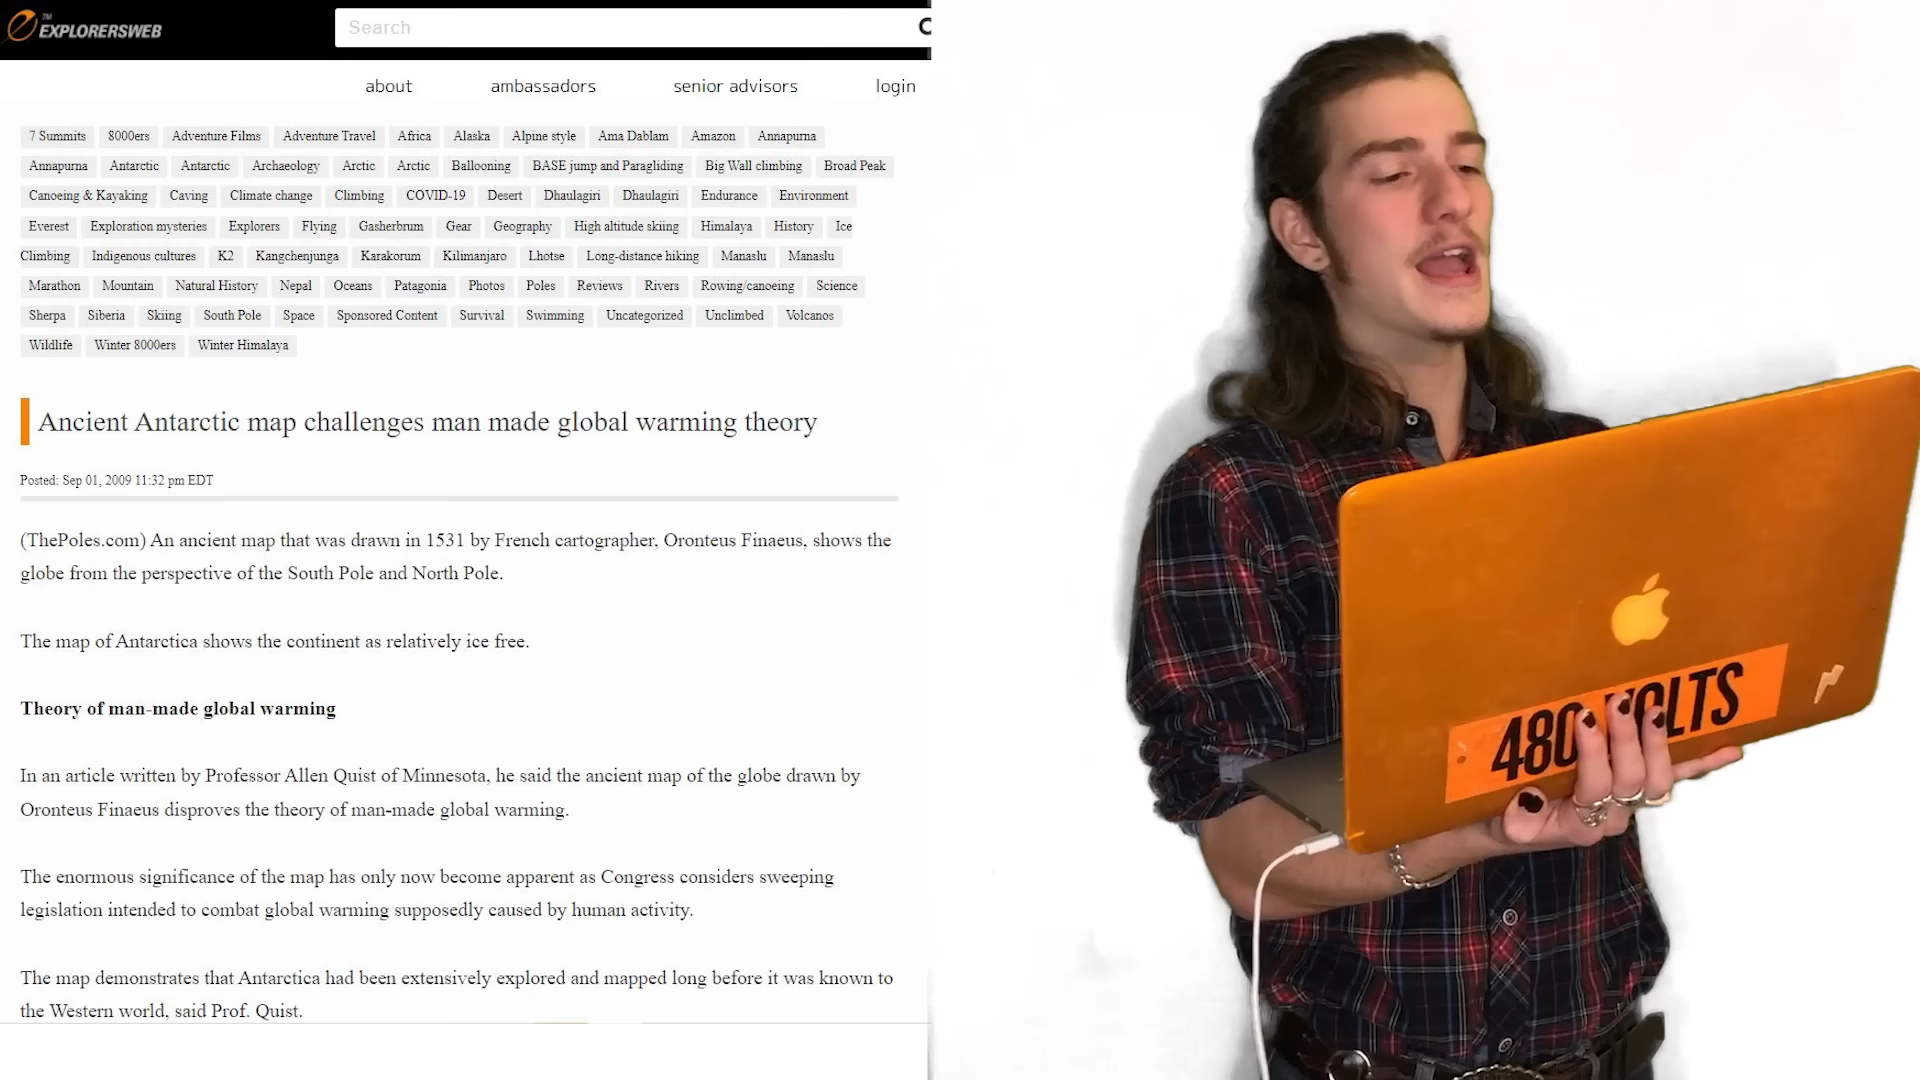 TM
EXPLORERSWEB
Search
about ambassadors senior advisors login
7 Summits 8000ers Adventure Films Adventure Travel Africa Alaska Alpine style Ama Dablam Amazon Annapurna
Annapurna Antarctic Antarctic Archaeology Arctic Arctic Ballooning BASE jump and Paragliding Big Wall climbing Broad Peak
Canoeing & Kayaking Caving Climate change Climbing COVID-19 Desert Dhaulagiri Dhaulagiri Endurance Environment
Everest Exploration mysteries Explorers Flying Gasherbrum Gear Geography High altitude skiing Himalaya History Ice
Climbing Indigenous cultures K2 Kangchenjunga Karakorum Kilimanjaro Lhotse Long-distance hiking Manaslu Manaslu
Marathon Mountain Natural History Nepal Oceans Patagonia Photos Poles Reviews Rivers Rowing/canoeing Science
Sherpa Siberia Skiing South Pole Space Sponsored Content Survival Swimming Uncategorized Unclimbed Volcanos
Wildlife Winter 8000ers Winter Himalaya
Ancient Antarctic map challenges man made global warming theory
Posted: Sep 01, 2009 11:32 pm EDT
(ThePoles.com) An ancient map that was drawn in 1531 by French cartographer, Oronteus Finaeus, shows the
globe from the perspective of the South Pole and North Pole.
The map of Antarctica shows the continent as relatively ice free.
Theory of man-made global warming
In an article written by Professor Allen Quist of Minnesota, he said the ancient map of the globe drawn by
Oronteus Finaeus disproves the theory of man-made global warming.
The enormous significance of the map has only now become apparent as Congress considers sweeping
legislation intended to combat global warming supposedly caused by human activity.
The map demonstrates that Antarctica had been extensively explored and mapped long before it was known to
the Western world, said Prof. Quist.
480 VOLTS